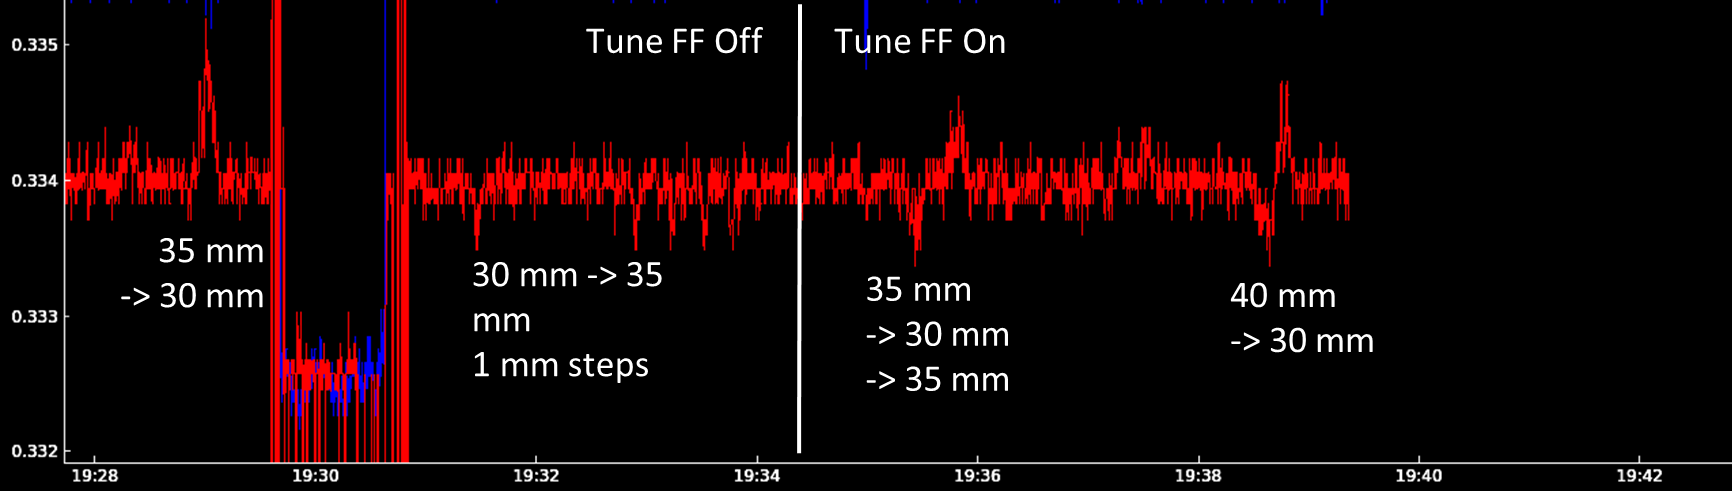 0.335
0.334
0.333
0.332
Tune FF Off
Tune FF On
35 mm
-> 30 mm
30 mm -> 35
mm
1 mm steps
35 mm
-> 30 mm
-> 35 mm
40 mm
-> 30 mm
19:28
19:30
19:32
19:34
19:36
19:38
19:40
19:42